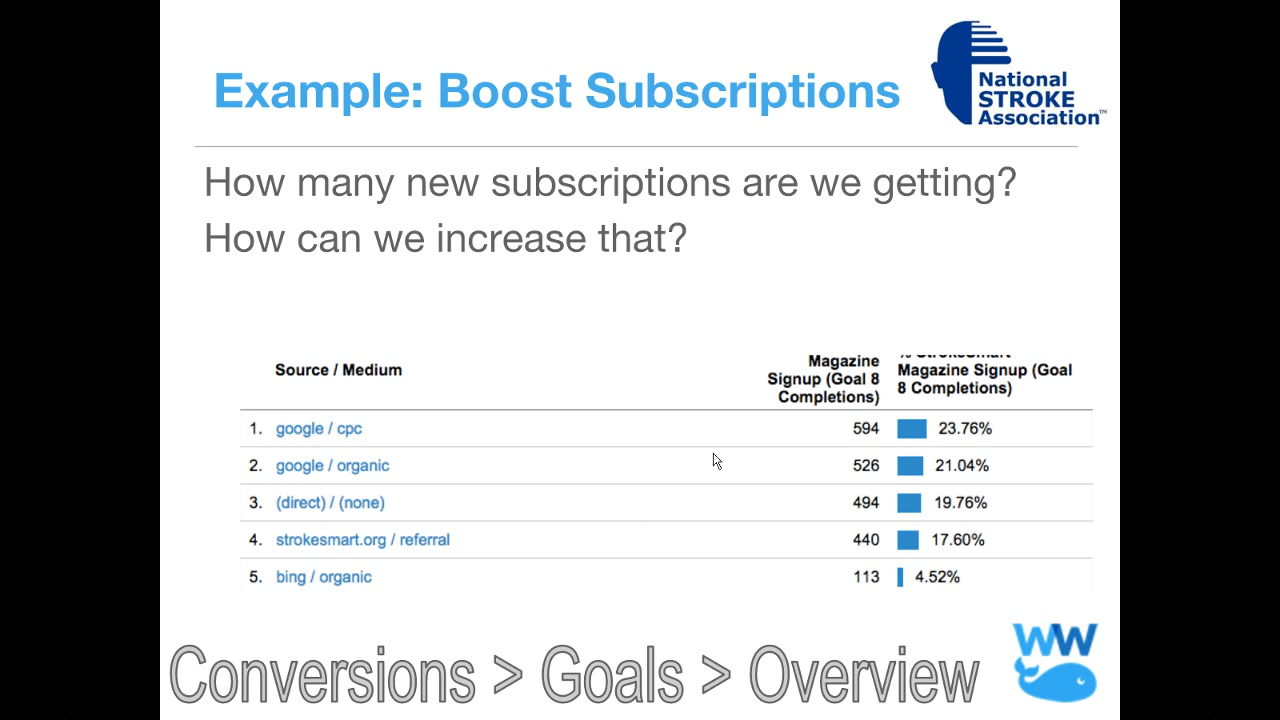 Example: Boost Subscriptions
National
STROKE
Association™
How many new subscriptions are we getting?
How can we increase that?
Source / Medium
Magazine
Signup (Goal 8
Completions)
% StrokeSmart
Magazine Signup (Goal
8 Completions)
1. google / cpc 594 23.76%
2. google / organic 526 21.04%
3. (direct) / (none) 494 19.76%
4. strokesmart.org / referral 440 17.60%
5. bing / organic 113 4.52%
Conversions > Goals > Overview
WW